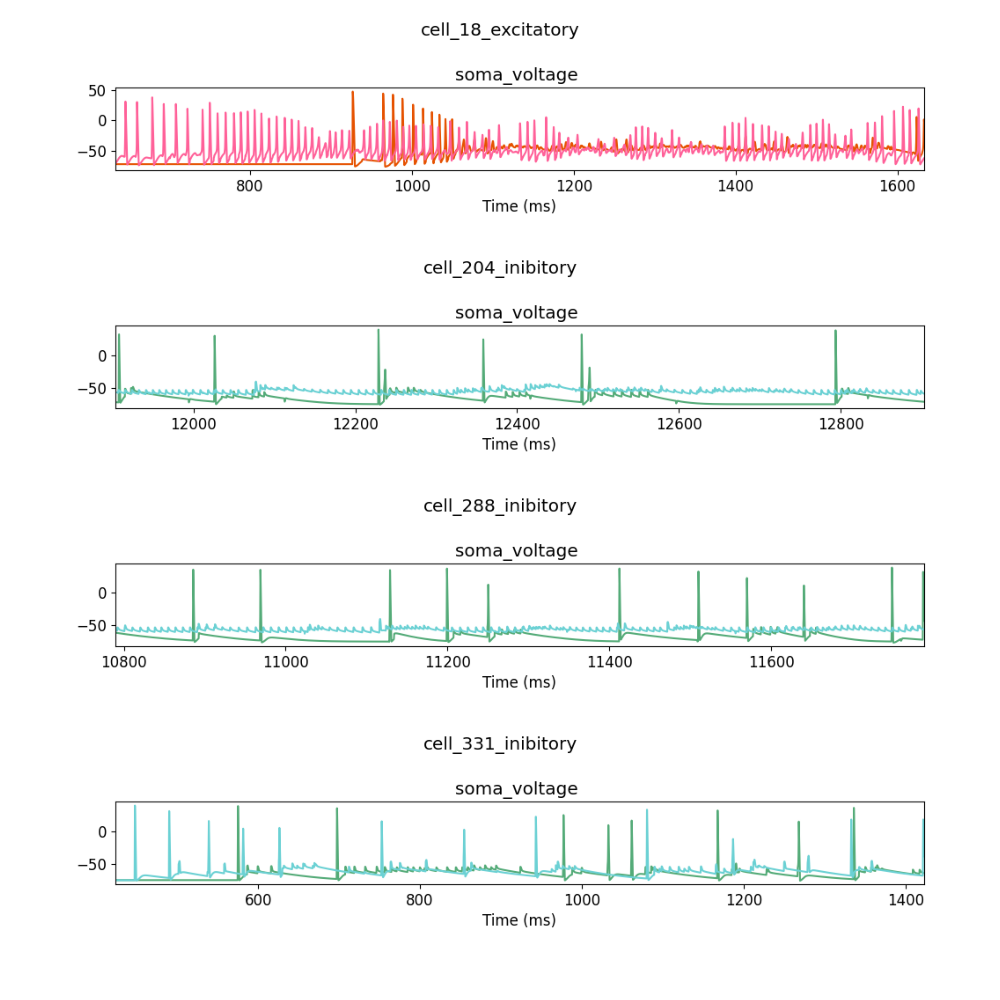 cell_18_excitatory
soma_voltage
50
0
−50
800 1000 1200 1400 1600
Time (ms)
cell_204_inibitory
soma_voltage
0
−50
12000 12200 12400 12600 12800
Time (ms)
cell_288_inibitory
soma_voltage
0
−50
10800 11000 11200 11400 11600
Time (ms)
cell_331_inibitory
soma_voltage
0
−50
600 800 1000 1200 1400
Time (ms)